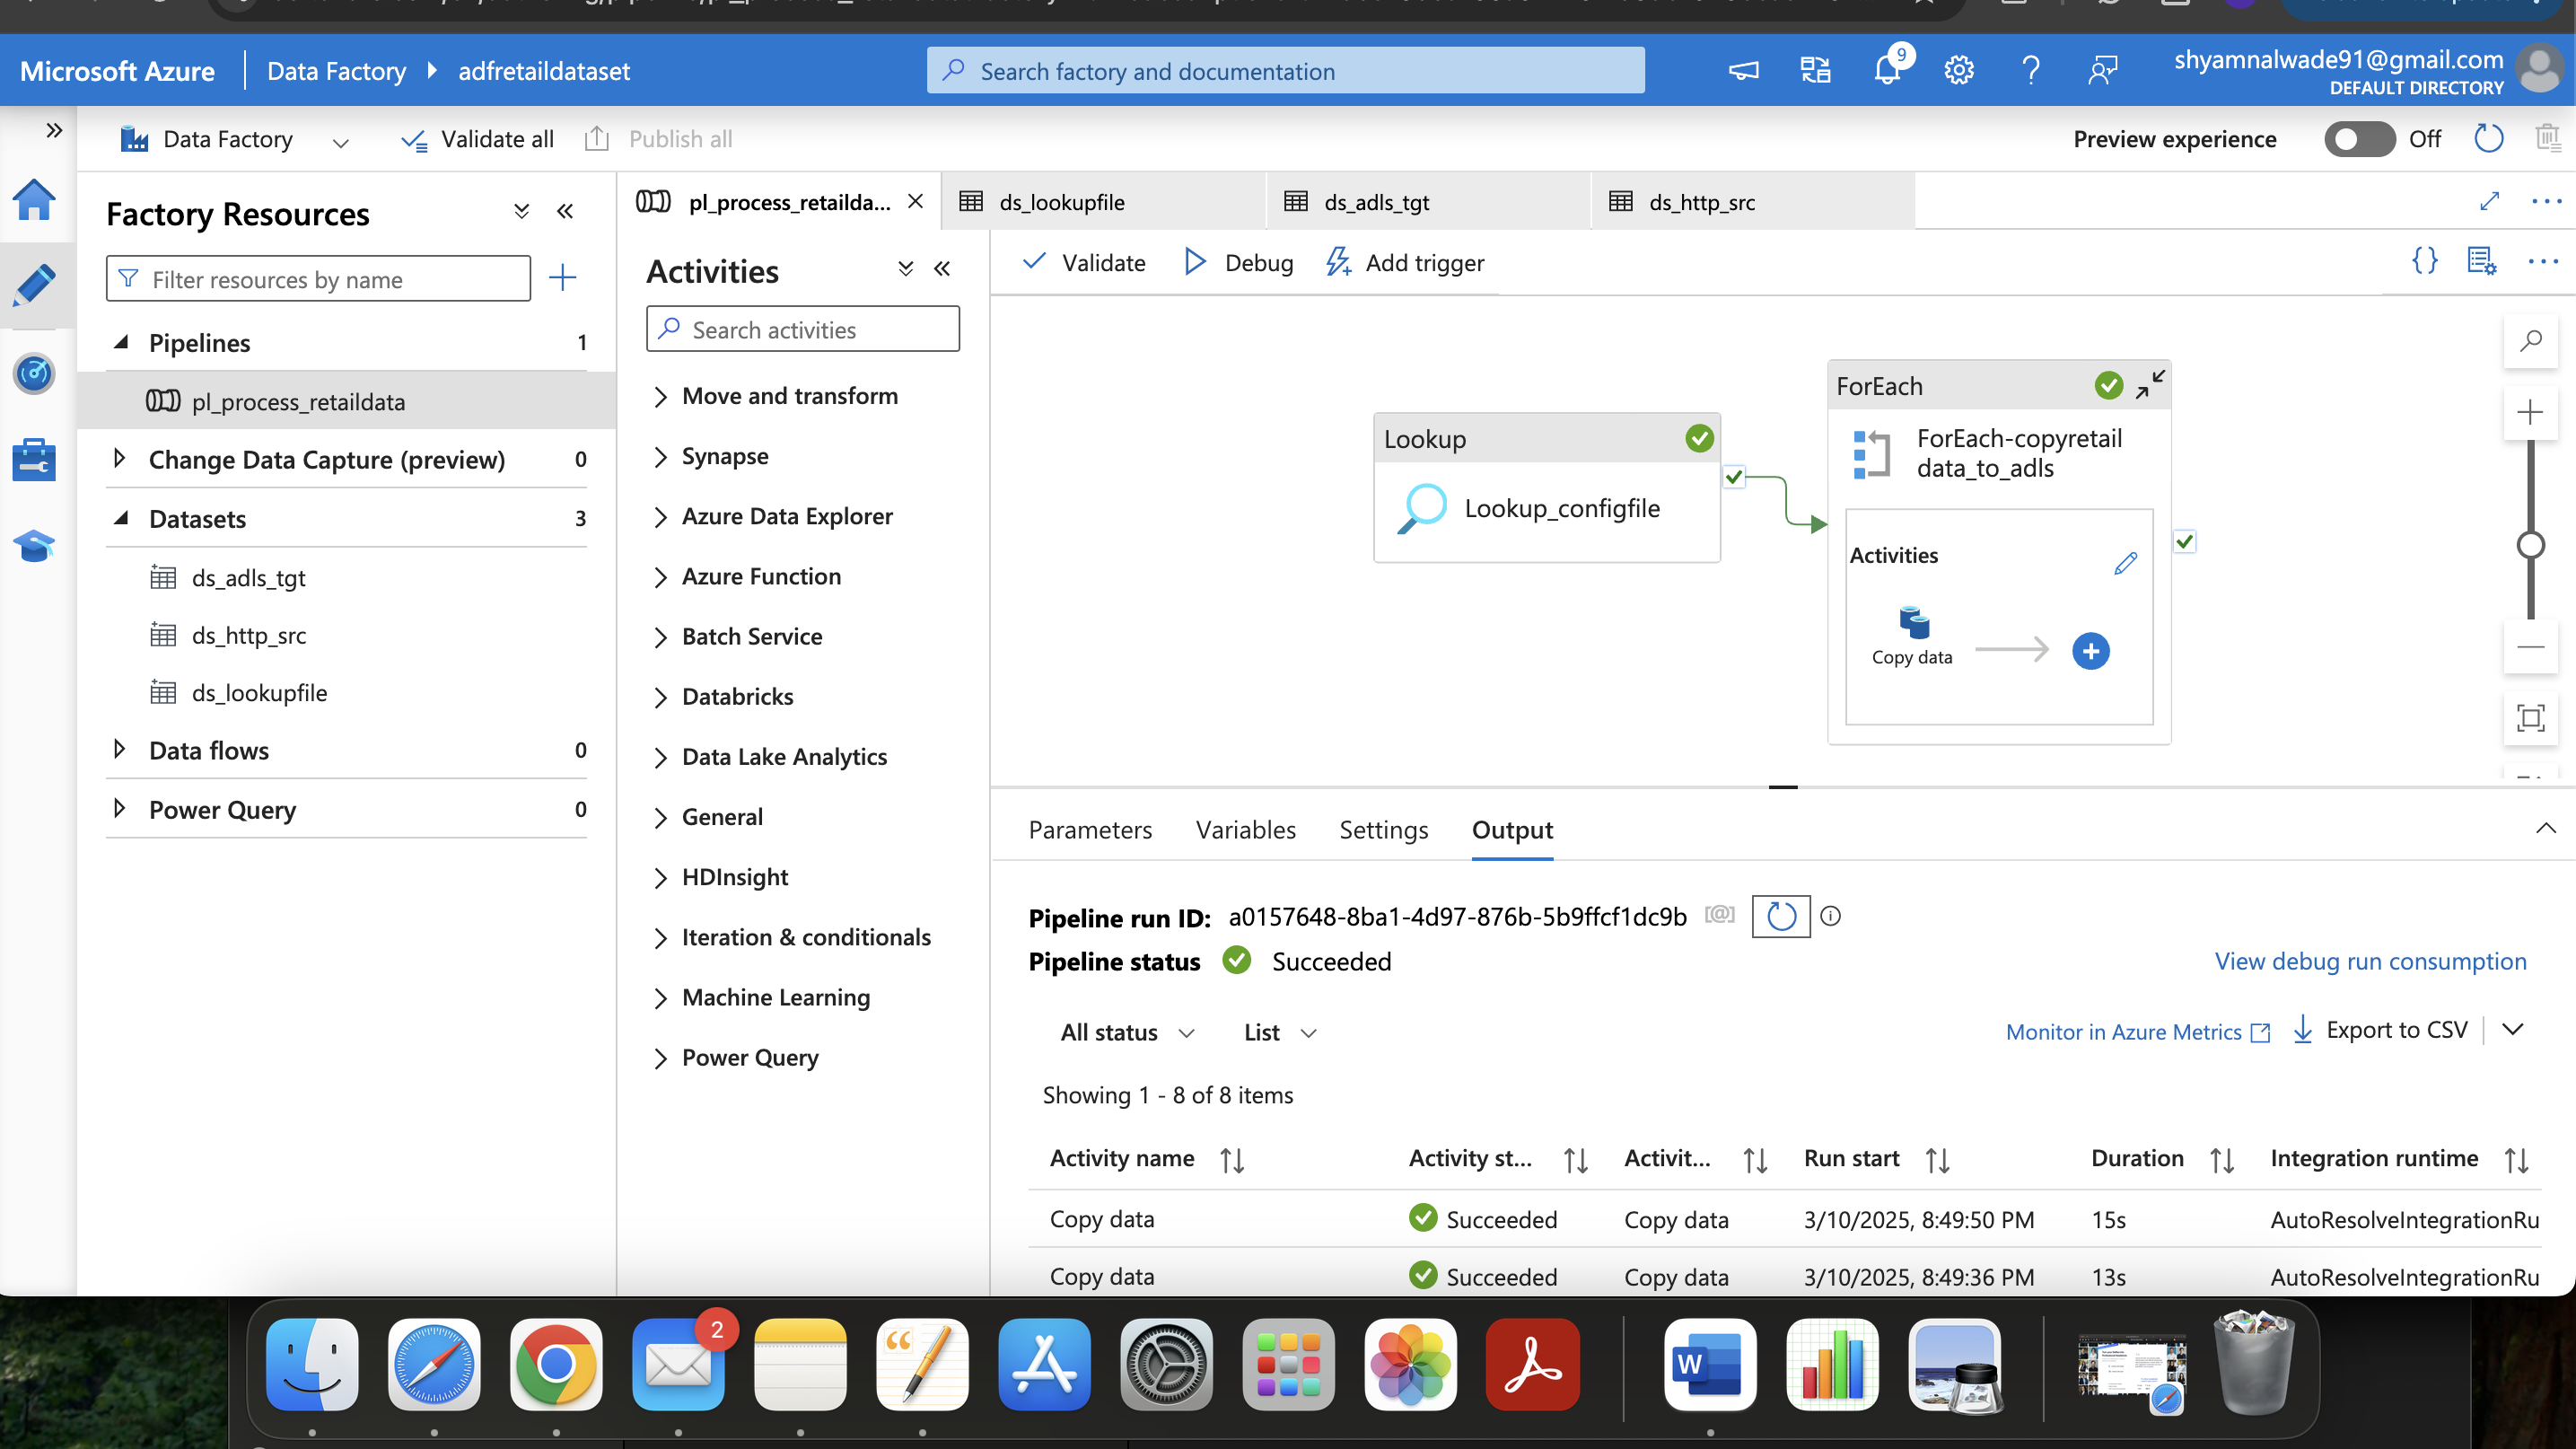 Microsoft Azure
Data Factory
adfretaildataset
Search factory and documentation
9
shyamnalwade91@gmail.com
DEFAULT DIRECTORY
Data Factory
Validate all
Publish all
Preview experience
Off
Factory Resources
Filter resources by name
Pipelines 1
pl_process_retaildata
Change Data Capture (preview) 0
Datasets 3
ds_adls_tgt
ds_http_src
ds_lookupfile
Data flows 0
Power Query 0
pl_process_retailda...
ds_lookupfile
ds_adls_tgt
ds_http_src
Activities
Search activities
Move and transform
Synapse
Azure Data Explorer
Azure Function
Batch Service
Databricks
Data Lake Analytics
General
HDInsight
Iteration & conditionals
Machine Learning
Power Query
Validate
Debug
Add trigger
Lookup
Lookup_configfile
ForEach
ForEach-copyretail
data_to_adls
Activities
Copy data
Parameters
Variables
Settings
Output
Pipeline run ID: a0157648-8ba1-4d97-876b-5b9ffcf1dc9b
Pipeline status Succeeded
View debug run consumption
All status
List
Monitor in Azure Metrics
Export to CSV
Showing 1 - 8 of 8 items
Activity name Activity st... Activit... Run start Duration Integration runtime
Copy data Succeeded Copy data 3/10/2025, 8:49:50 PM 15s AutoResolveIntegrationRu
Copy data Succeeded Copy data 3/10/2025, 8:49:36 PM 13s AutoResolveIntegrationRu
2
W